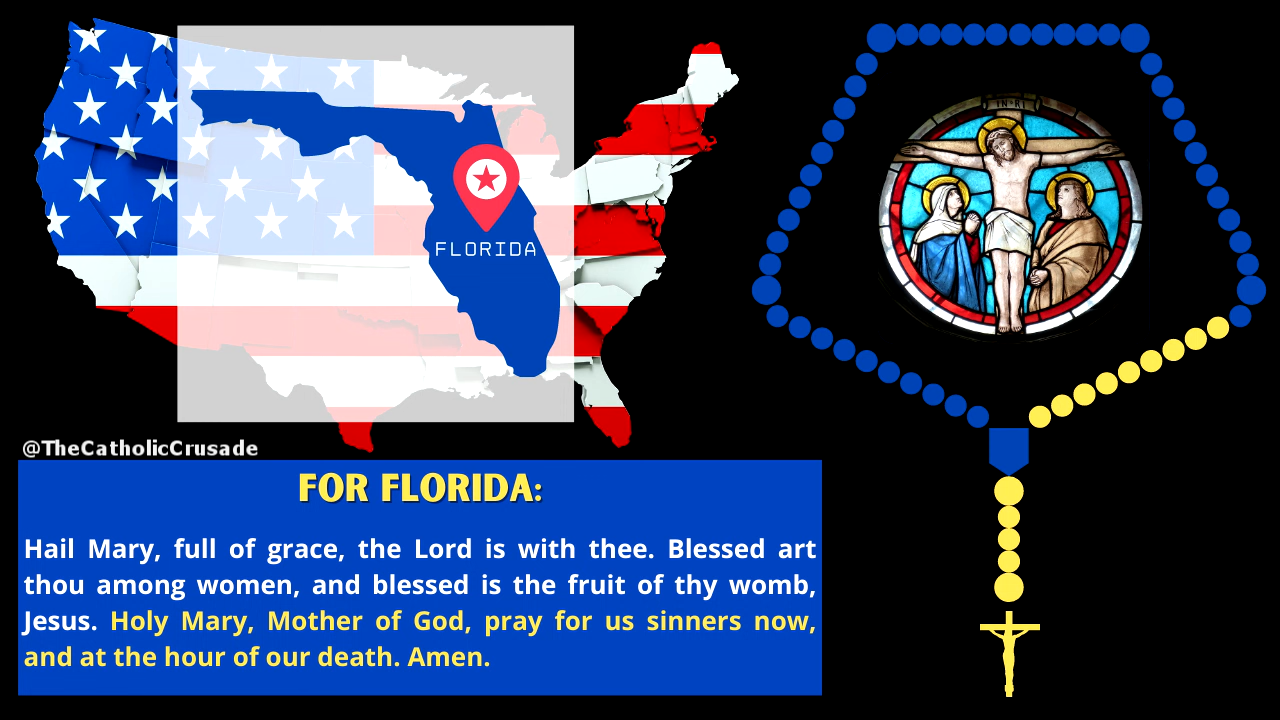 IN·RI
FLORIDA
@TheCatholicCrusade
FOR FLORIDA:
Hail Mary, full of grace, the Lord is with thee. Blessed art
thou among women, and blessed is the fruit of thy womb,
Jesus. Holy Mary, Mother of God, pray for us sinners now,
and at the hour of our death. Amen.